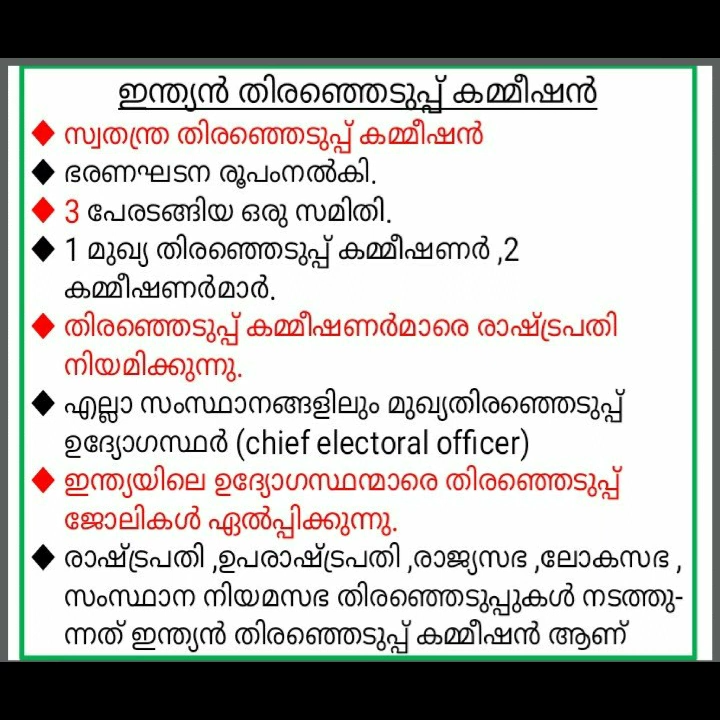 ഇന്ത്യൻ തിരഞ്ഞെടുപ്പ് കമ്മീഷൻ
സ്വതന്ത്ര തിരഞ്ഞെടുപ്പ് കമ്മീഷൻ
ഭരണഘടന രൂപംനൽകി.
3 പേരടങ്ങിയ ഒരു സമിതി.
1 മുഖ്യ തിരഞ്ഞെടുപ്പ് കമ്മീഷണർ ,2
കമ്മീഷണർമാർ.
തിരഞ്ഞെടുപ്പ് കമ്മീഷണർമാരെ രാഷ്ട്രപതി
നിയമിക്കുന്നു.
എല്ലാ സംസ്ഥാനങ്ങളിലും മുഖ്യതിരഞ്ഞെടുപ്പ്
ഉദ്യോഗസ്ഥർ (chief electoral officer)
ഇന്ത്യയിലെ ഉദ്യോഗസ്ഥന്മാരെ തിരഞ്ഞെടുപ്പ്
ജോലികൾ ഏൽപ്പിക്കുന്നു.
രാഷ്ട്രപതി ,ഉപരാഷ്ട്രപതി ,രാജ്യസഭ ,ലോകസഭ ,
സംസ്ഥാന നിയമസഭ തിരഞ്ഞെടുപ്പുകൾ നടത്തു-
ന്നത് ഇന്ത്യൻ തിരഞ്ഞെടുപ്പ് കമ്മീഷൻ ആണ്